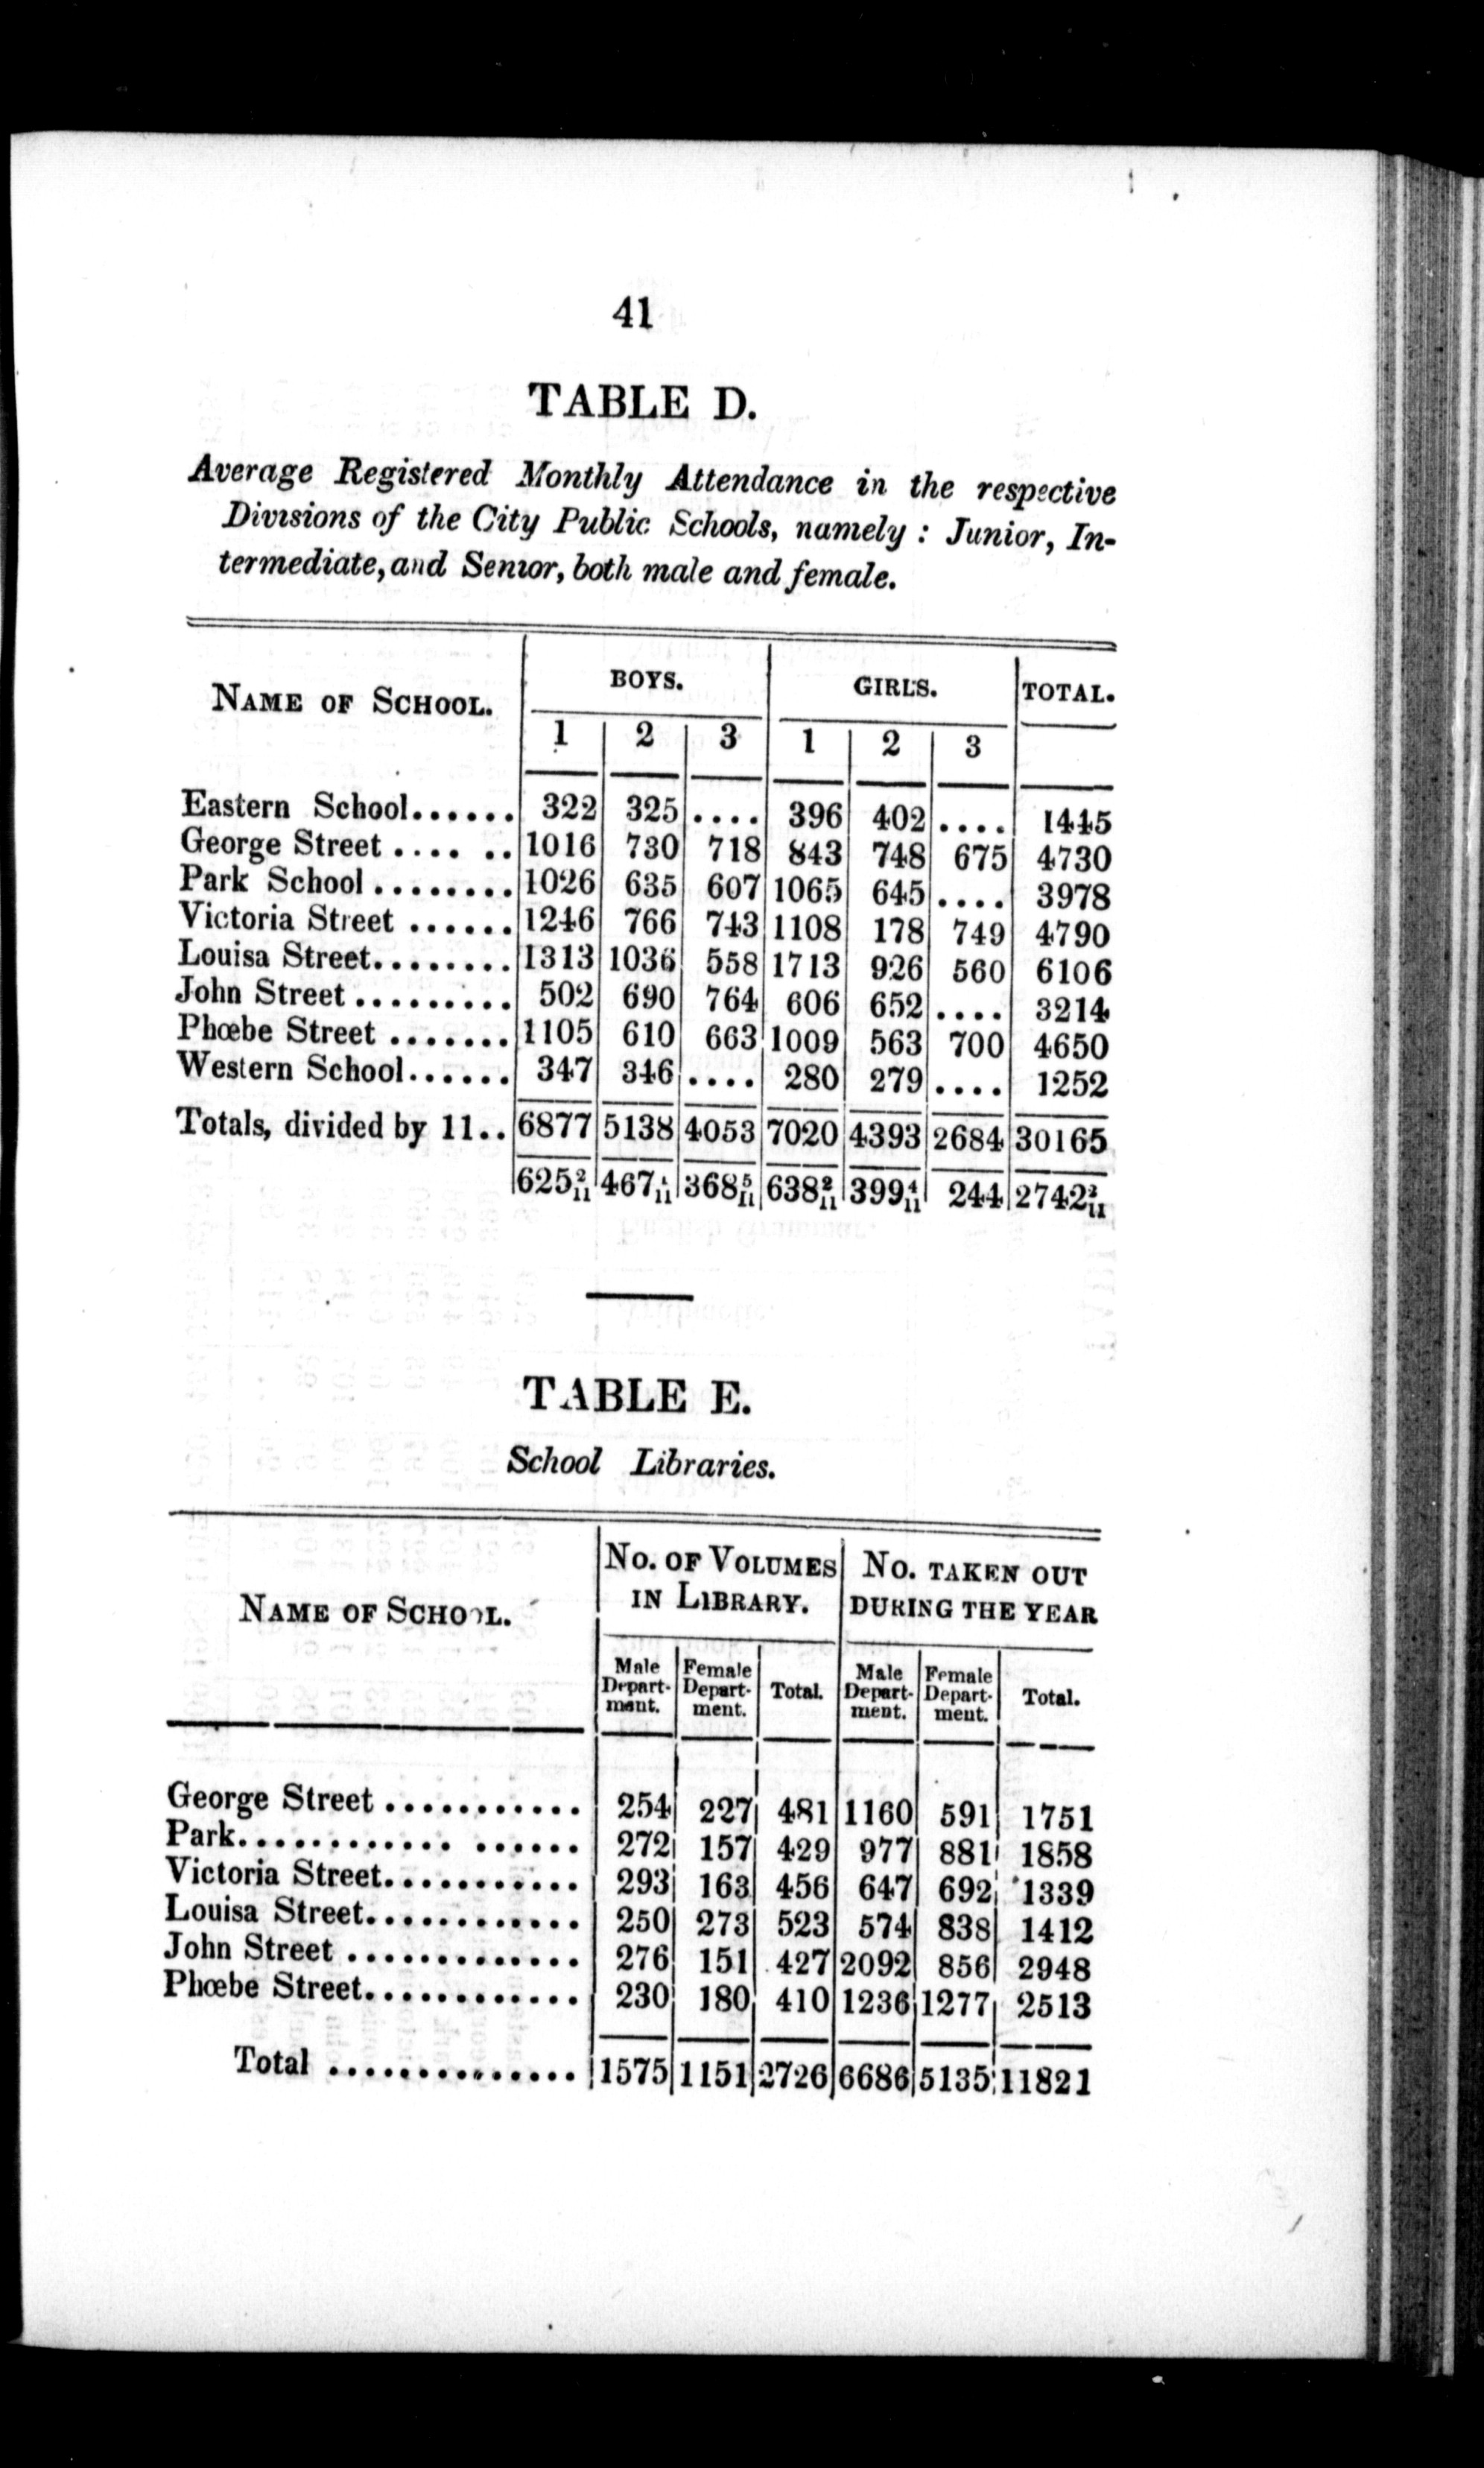 41
TABLE D.
Average Registered Monthly Attendance in the respective
Divisions of the City Public Schools, namely : Junior, In-
termediate, and Senior, both male and female.
NAME OF SCHOOL. BOYS. GIRLS. TOTAL.
1 2 3 1 2 3
Eastern School...... 322 325 .... 396 402 .... 1445
George Street .... .. 1016 730 718 843 748 675 4730
Park School ........ 1026 635 607 1065 645 .... 3978
Victoria Street ...... 1246 766 743 1108 178 749 4790
Louisa Street........ 1313 1036 558 1713 926 560 6106
John Street ......... 502 690 764 606 652 .... 3214
Phœbe Street ....... 1105 610 663 1009 563 700 4650
Western School...... 347 346 .... 280 279 .... 1252
Totals, divided by 11.. 6877 5138 4053 7020 4393 2684 30165
625 2/11 467 1/11 368 5/11 638 2/11 399 4/11 244 2742 2/11
TABLE E.
School Libraries.
NAME OF SCHOOL. No. OF VOLUMES No. TAKEN OUT
IN LIBRARY. DURING THE YEAR
Male Female Male Female
Depart- Depart- Total. Depart- Depart- Total.
ment. ment. ment. ment.
George Street ........... 254 227 481 1160 591 1751
Park............ ...... 272 157 429 977 881 1858
Victoria Street........... 293 163 456 647 692 1339
Louisa Street............ 250 273 523 574 838 1412
John Street ............. 276 151 427 2092 856 2948
Phœbe Street............ 230 180 410 1236 1277 2513
Total .............. 1575 1151 2726 6686 5135 11821